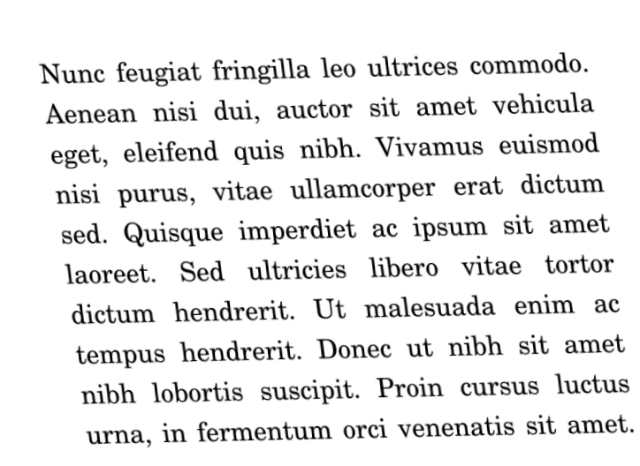 Nunc feugiat fringilla leo ultrices commodo.
Aenean nisi dui, auctor sit amet vehicula
eget, eleifend quis nibh. Vivamus euismod
nisi purus, vitae ullamcorper erat dictum
sed. Quisque imperdiet ac ipsum sit amet
laoreet. Sed ultricies libero vitae tortor
dictum hendrerit. Ut malesuada enim ac
tempus hendrerit. Donec ut nibh sit amet
nibh lobortis suscipit. Proin cursus luctus
urna, in fermentum orci venenatis sit amet.